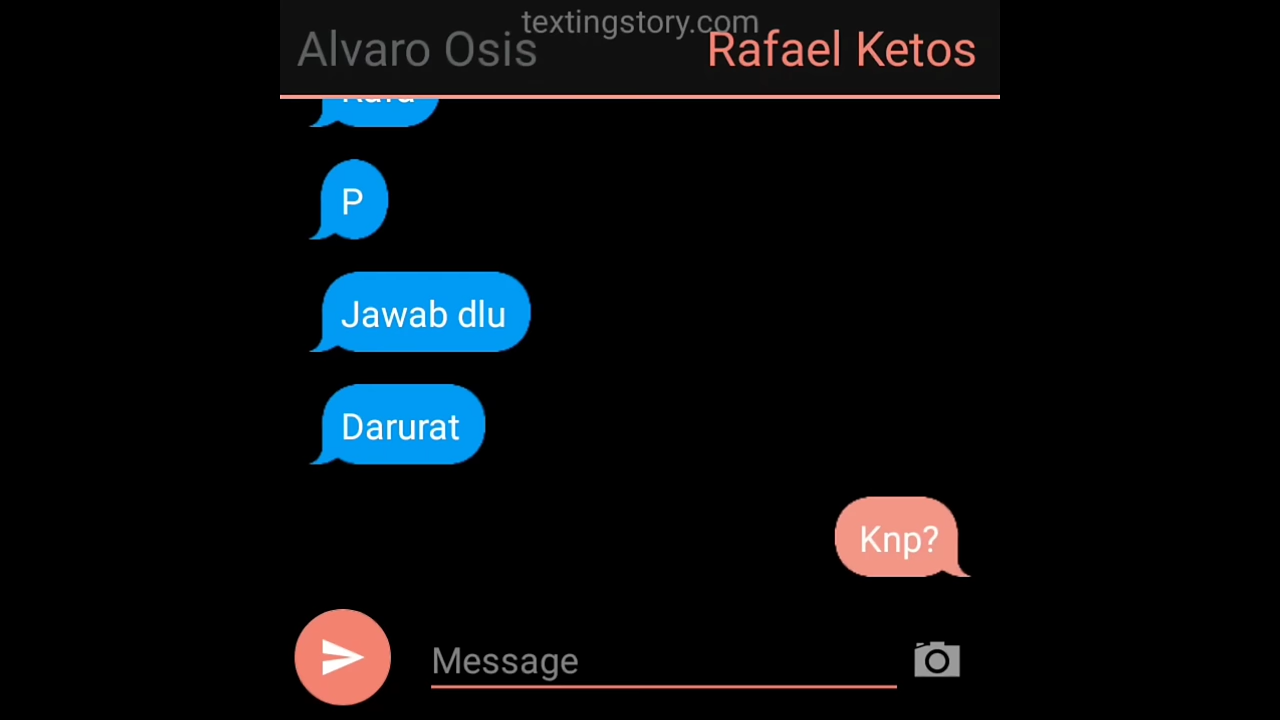 textingstory.com
Alvaro Osis
Rafael Ketos
P
Jawab dlu
Darurat
Knp?
Message